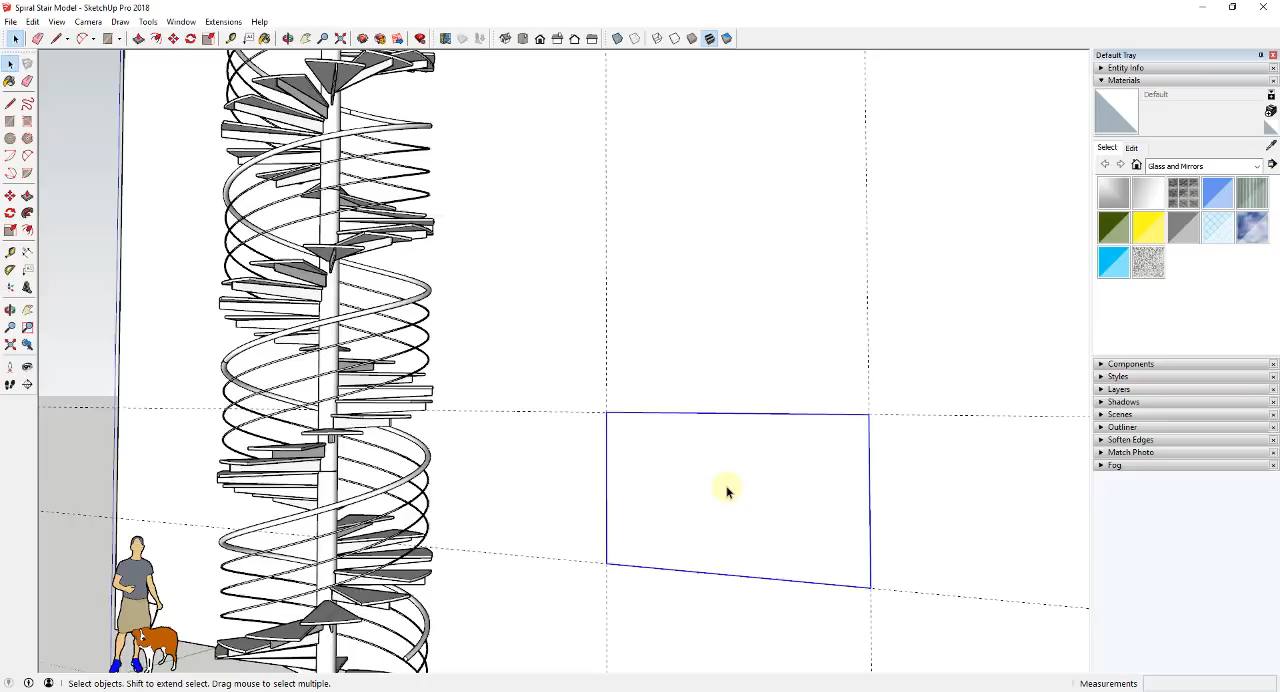 Spiral Stair Model - SketchUp Pro 2018
File Edit View Camera Draw Tools Window Extensions Help
Default Tray
Entity Info
Materials
Default
Select Edit
Glass and Mirrors
Components
Styles
Layers
Shadows
Scenes
Outliner
Soften Edges
Match Photo
Fog
Select objects. Shift to extend select. Drag mouse to select multiple. Measurements